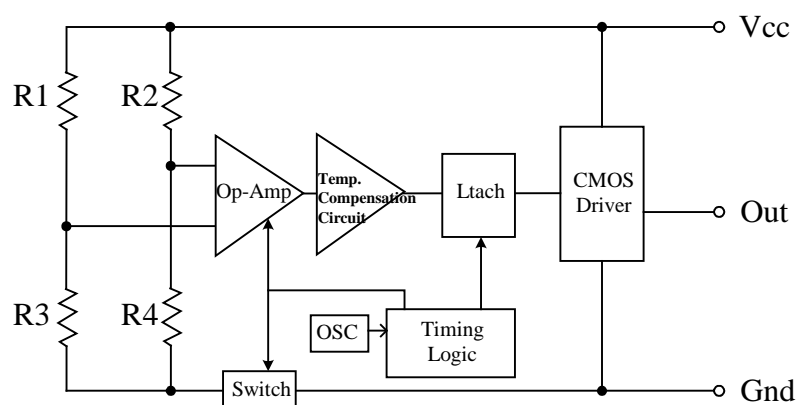 Vcc
R1
R2
Op-Amp
Temp.
Compensation
Circuit
Ltach
CMOS
Driver
Out
R3
R4
OSC
Timing
Logic
Switch
Gnd